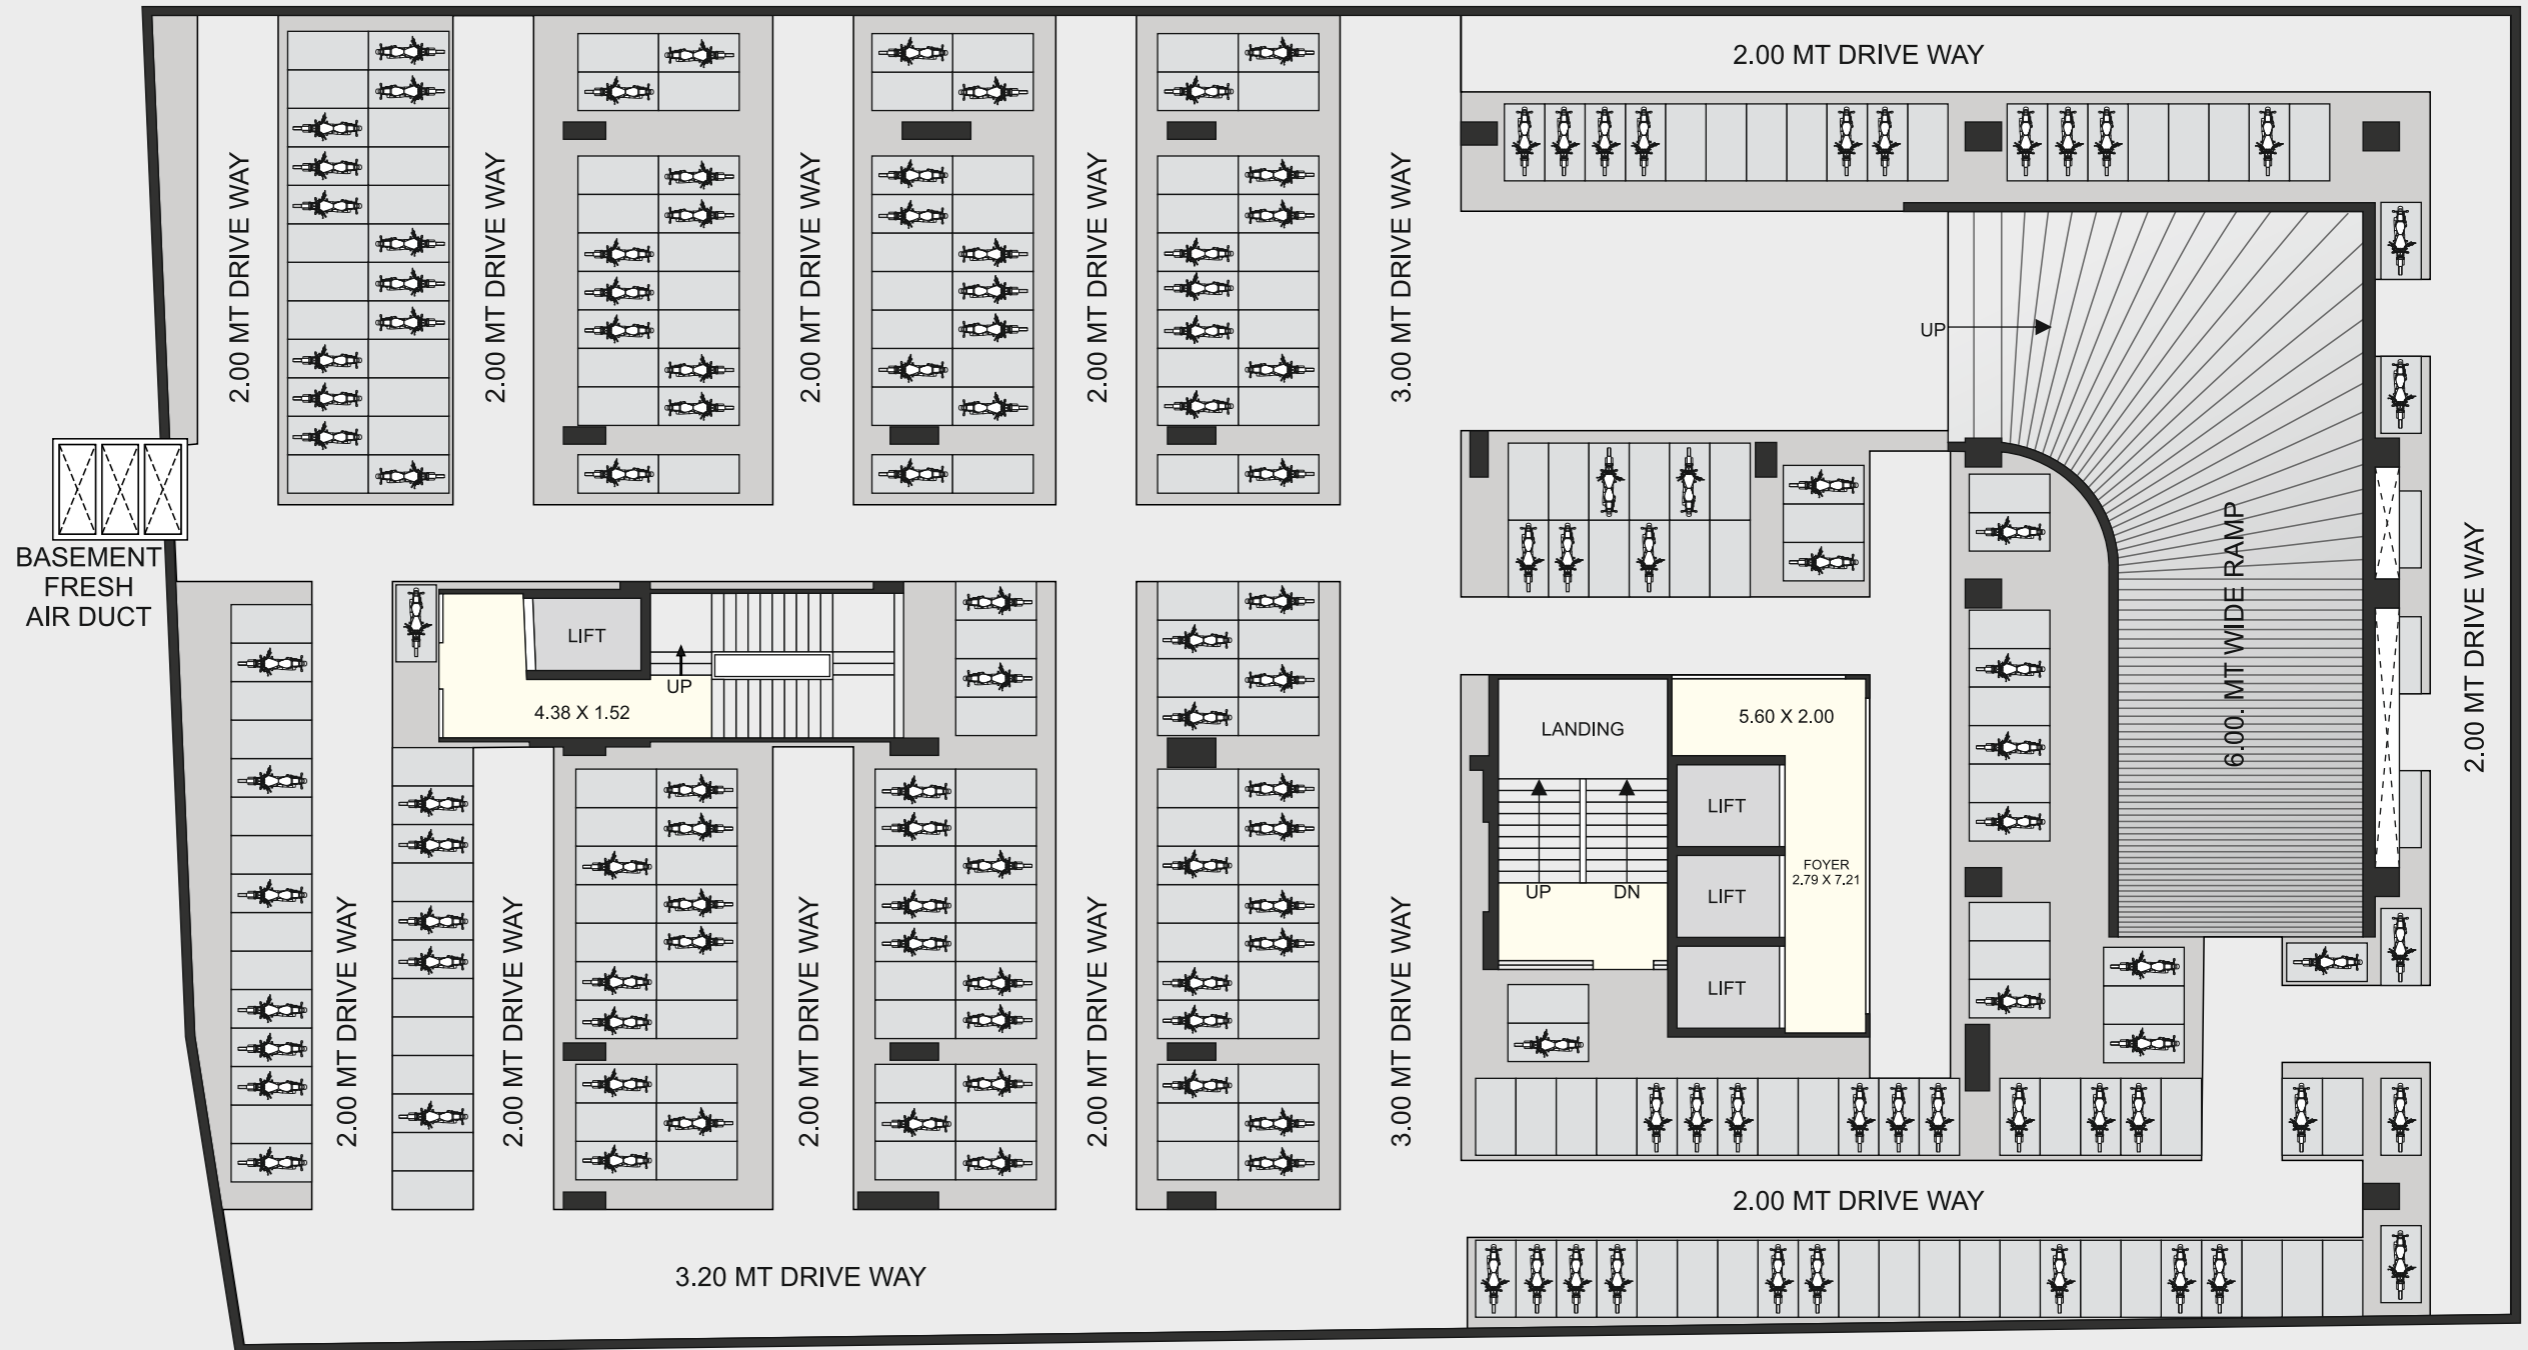 2.00 MT DRIVE WAY
2.00 MT DRIVE WAY
2.00 MT DRIVE WAY
2.00 MT DRIVE WAY
2.00 MT DRIVE WAY
3.00 MT DRIVE WAY
UP
BASEMENT
FRESH
AIR DUCT
6.00. MT WIDE RAMP
2.00 MT DRIVE WAY
LIFT
UP
4.38 X 1.52
LANDING
5.60 X 2.00
LIFT
FOYER
2.79 X 7.21
LIFT
UP
DN
LIFT
2.00 MT DRIVE WAY
2.00 MT DRIVE WAY
2.00 MT DRIVE WAY
2.00 MT DRIVE WAY
3.00 MT DRIVE WAY
2.00 MT DRIVE WAY
3.20 MT DRIVE WAY